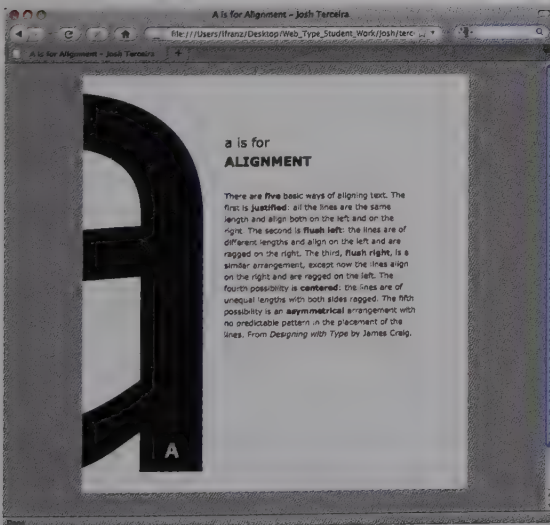 A is for Alignment – Josh Terceira
file:///Users/lfranz/Desktop/Web_Type_Student_Work/Josh/terc
A is for Alignment – Josh Terceira
a is for
ALIGNMENT
There are five basic ways of aligning text. The
first is justified: all the lines are the same
length and align both on the left and on the
right. The second is flush left: the lines are of
different lengths and align on the left and are
ragged on the right. The third, flush right, is a
similar arrangement, except now the lines align
on the right and are ragged on the left. The
fourth possibility is centered: the lines are of
unequal lengths with both sides ragged. The fifth
possibility is an asymmetrical arrangement with
no predictable pattern in the placement of the
lines. From Designing with Type by James Craig.
A
Done